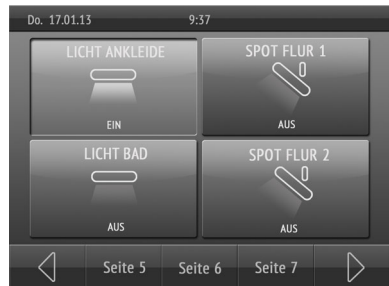 Do. 17.01.13 9:37
LICHT ANKLEIDE
EIN
SPOT FLUR 1
AUS
LICHT BAD
AUS
SPOT FLUR 2
AUS
Seite 5 Seite 6 Seite 7